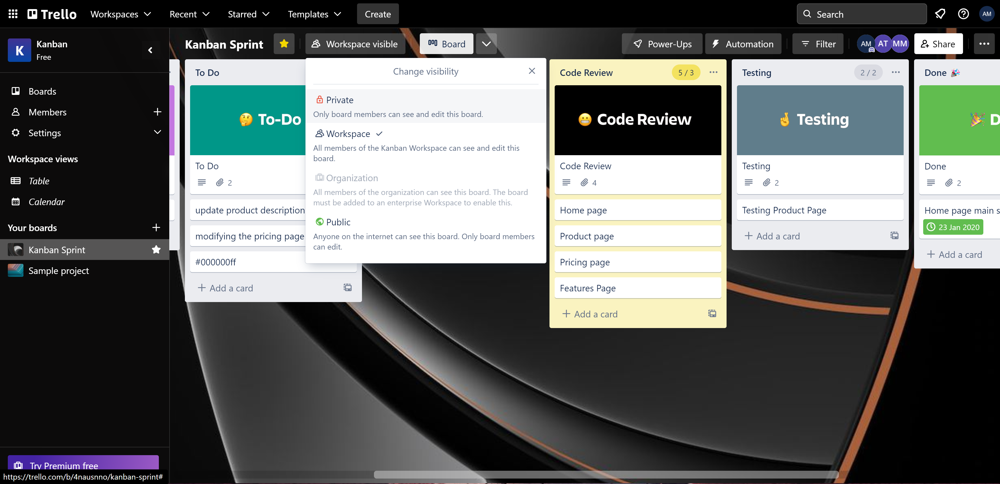 Trello
Workspaces
Recent
Starred
Templates
Create
Search
AM
K
Kanban
Free
Boards
Members
Settings
Workspace views
Table
Calendar
Your boards
Kanban Sprint
Sample project
Try Premium free
https://trello.com/b/4nausnno/kanban-sprint#
Kanban Sprint
Workspace visible
Board
Power-Ups
Automation
Filter
AM
AT
MM
Share
To Do
🤔 To-Do
To Do
2
update product description
modifying the pricing page
#000000ff
Add a card
Change visibility
Private
Only board members can see and edit this board.
Workspace
All members of the Kanban Workspace can see and edit this
board.
Organization
All members of the organization can see this board. The board
must be added to an enterprise Workspace to enable this.
Public
Anyone on the internet can see this board. Only board members
can edit.
Code Review
5 / 3
😬 Code Review
Code Review
4
Home page
Product page
Pricing page
Features Page
Add a card
Testing
2 / 2
🤞 Testing
Testing
2
Testing Product Page
Add a card
Done 🎉
🎉 D
Done
2
Home page main s
23 Jan 2020
Add a card